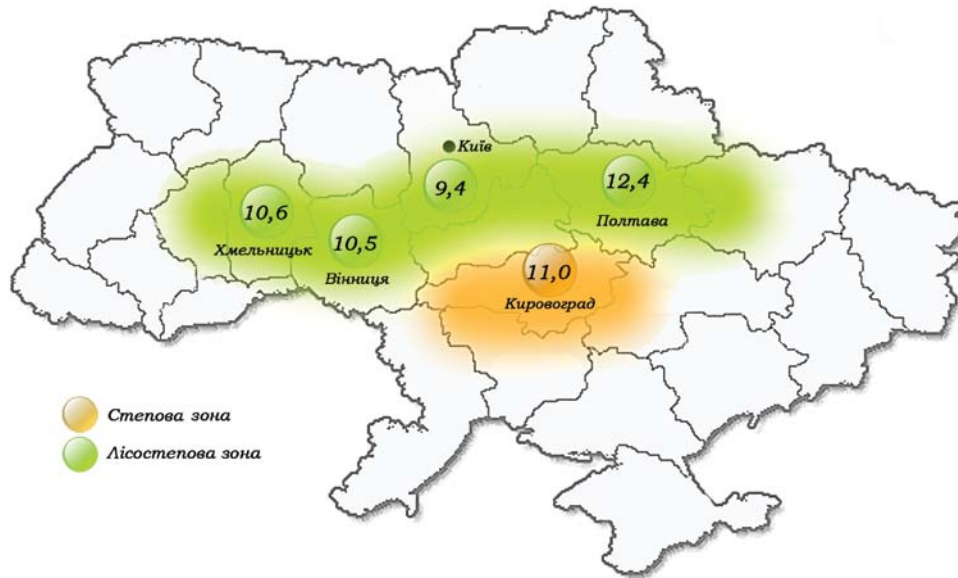 Київ
9,4
12,4
Полтава
10,6
Хмельницьк
10,5
Вінниця
11,0
Кировоград
Степова зона
Лісостепова зона